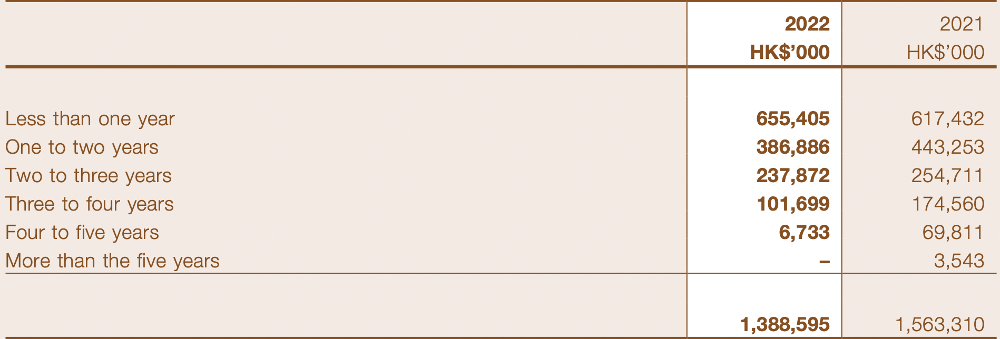 2022 2021
HK$’000 HK$’000
Less than one year 655,405 617,432
One to two years 386,886 443,253
Two to three years 237,872 254,711
Three to four years 101,699 174,560
Four to five years 6,733 69,811
More than the five years – 3,543
1,388,595 1,563,310